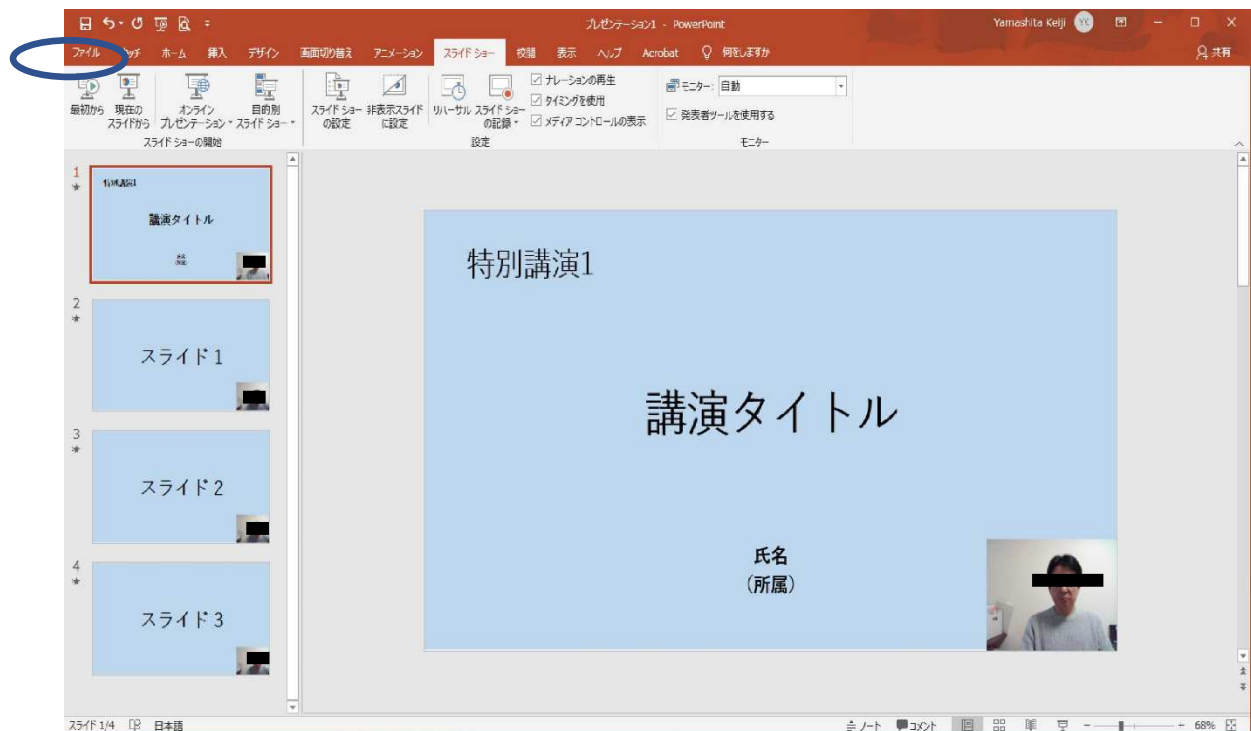 プレゼンテーション1 - PowerPoint
Yamashita Keiji
YK
ファイル タッチ ホーム 挿入 デザイン 画面切り替え アニメーション スライド ショー 校閲 表示 ヘルプ Acrobat 何をしますか
共有
最初から
現在の
スライドから
オンライン
プレゼンテーション
目的別
スライド ショー
スライドショーの開始
スライド ショー
の設定
非表示スライド
に設定
リハーサル
スライド ショー
の記録
ナレーションの再生
タイミングを使用
メディア コントロールの表示
設定
モニター: 自動
発表者ツールを使用する
モニター
1
特別講演1
講演タイトル
2
スライド1
3
スライド2
4
スライド3
特別講演1
講演タイトル
氏名
(所属)
スライド 1/4 日本語
ノート コメント 68%